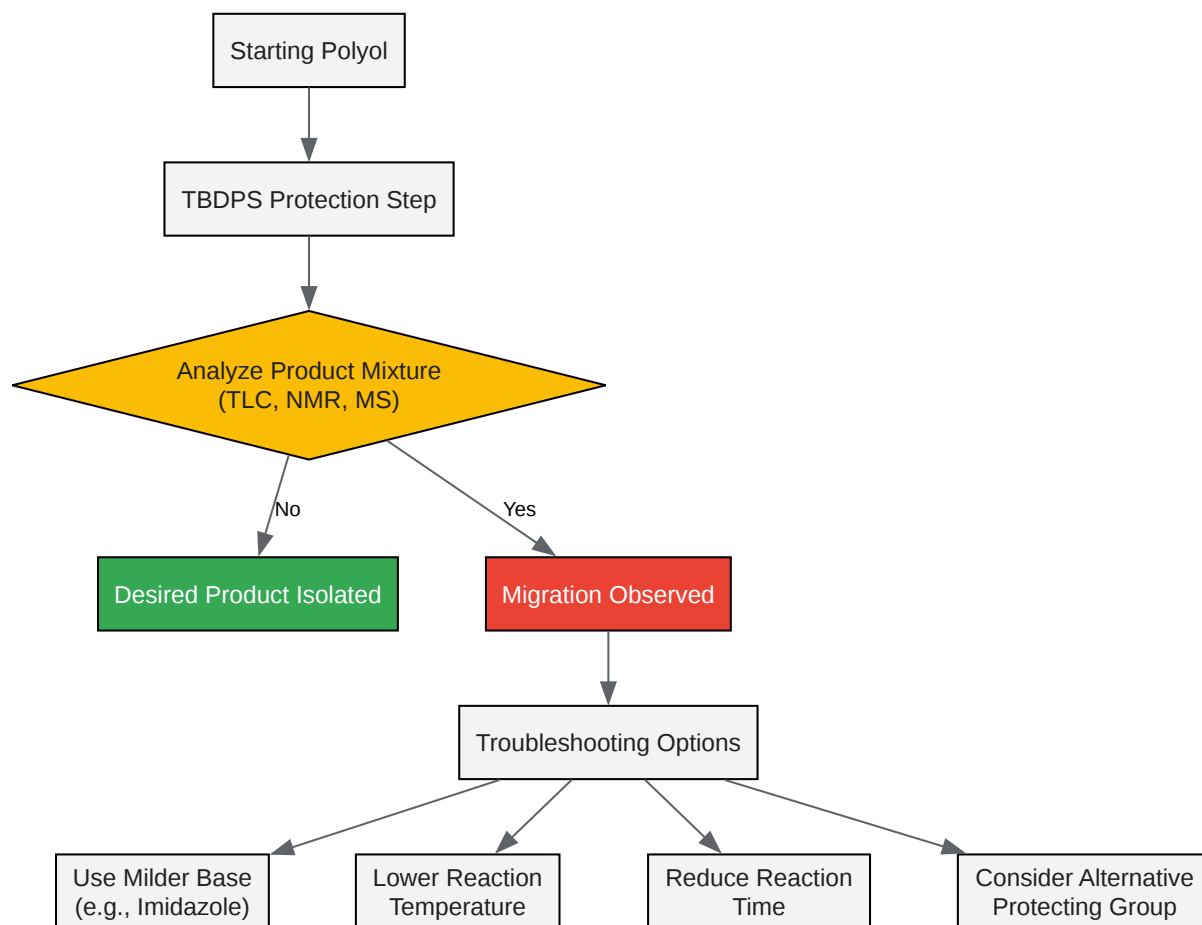 Starting Polyol
TBDPS Protection Step
Analyze Product Mixture
(TLC, NMR, MS)
No
Yes
Desired Product Isolated
Migration Observed
Troubleshooting Options
Use Milder Base
(e.g., Imidazole)
Lower Reaction
Temperature
Reduce Reaction
Time
Consider Alternative
Protecting Group